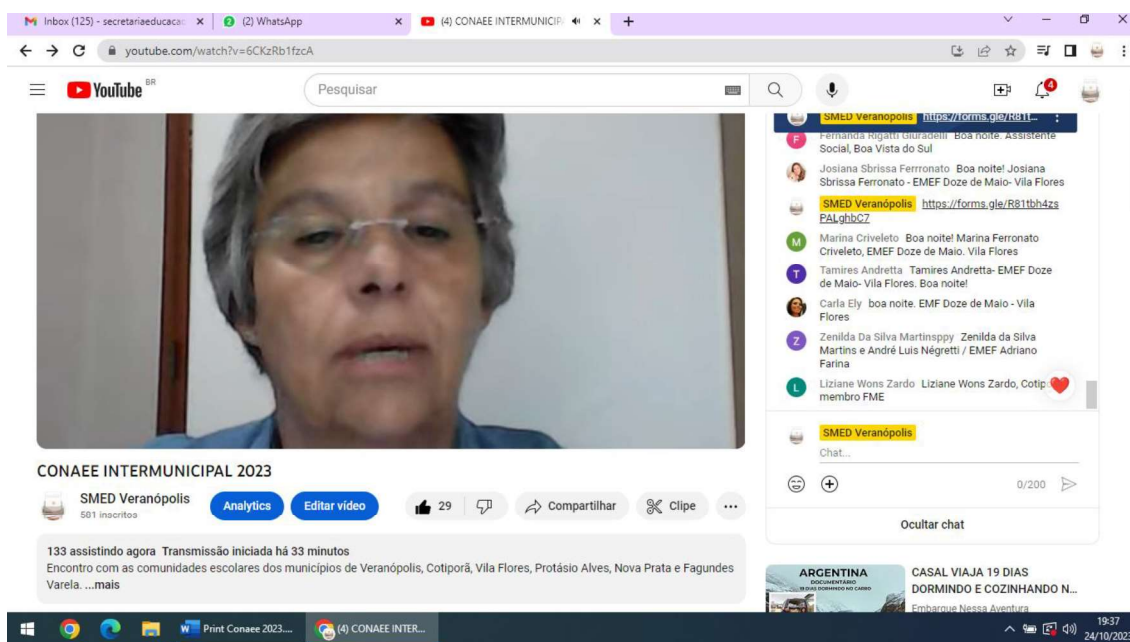 Inbox (125) - secretariaeducacao
(2) WhatsApp
(4) CONAEE INTERMUNICIP
youtube.com/watch?v=6CKzRb1fzcA
YouTube BR
Pesquisar
4
SMED Veranópolis https://forms.gle/R81t...
Fernanda Rigatti Giuradelli Boa noite. Assistente
Social, Boa Vista do Sul
Josiana Sbrissa Ferrronato Boa noite! Josiana
Sbrissa Ferronato - EMEF Doze de Maio- Vila Flores
SMED Veranópolis https://forms.gle/R81tbh4zs
PALghbC7
Marina Criveleto Boa noite! Marina Ferronato
Criveleto, EMEF Doze de Maio. Vila Flores
Tamires Andretta Tamires Andretta- EMEF Doze
de Maio- Vila Flores. Boa noite!
Carla Ely boa noite. EMF Doze de Maio - Vila
Flores
Zenilda Da Silva Martinsppy Zenilda da Silva
Martins e André Luis Négretti / EMEF Adriano
Farina
Liziane Wons Zardo Liziane Wons Zardo, Cotip
membro FME
SMED Veranópolis
Chat...
0/200
Ocultar chat
CONAEE INTERMUNICIPAL 2023
SMED Veranópolis
501 inscritos
Analytics
Editar vídeo
29
Compartilhar
Clipe
133 assistindo agora Transmissão iniciada há 33 minutos
Encontro com as comunidades escolares dos municípios de Veranópolis, Cotiporã, Vila Flores, Protásio Alves, Nova Prata e Fagundes
Varela. ...mais
ARGENTINA
DOCUMENTÁRIO
19 DIAS DORMINDO NO CARRO
CASAL VIAJA 19 DIAS
DORMINDO E COZINHANDO N...
Embarque Nessa Aventura
Print Conaee 2023....
(4) CONAEE INTER...
19:37
24/10/202